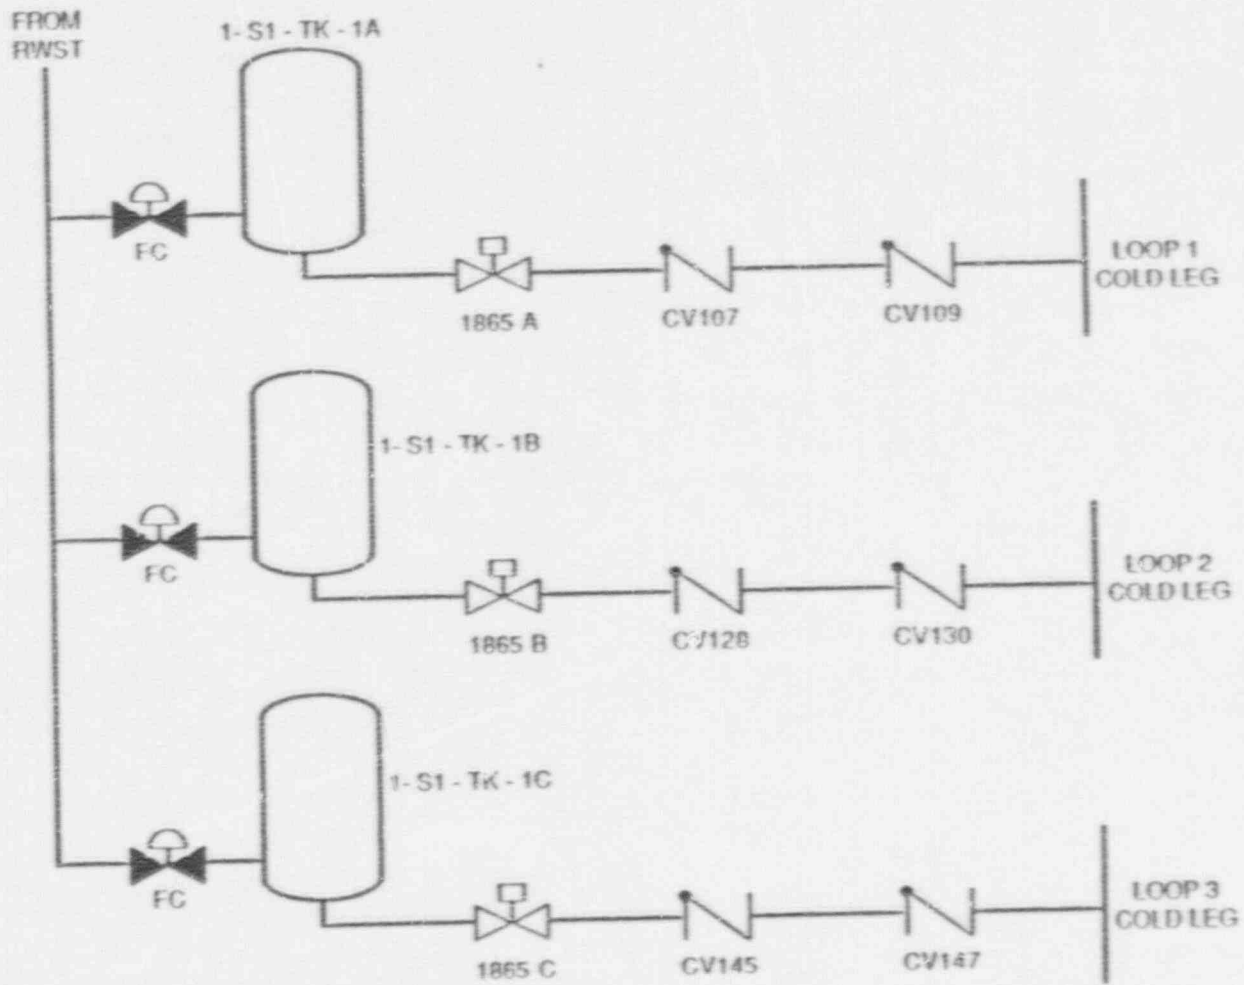 FROM
RWST
1- S1 - TK - 1A
FC
1865 A
CV107
CV109
LOOP 1
COLD LEG
1- S1 - TK - 1B
FC
1865 B
CV128
CV130
LOOP 2
COLD LEG
1- S1 - TK - 1C
FC
1865 C
CV145
CV147
LOOP 3
COLD LEG